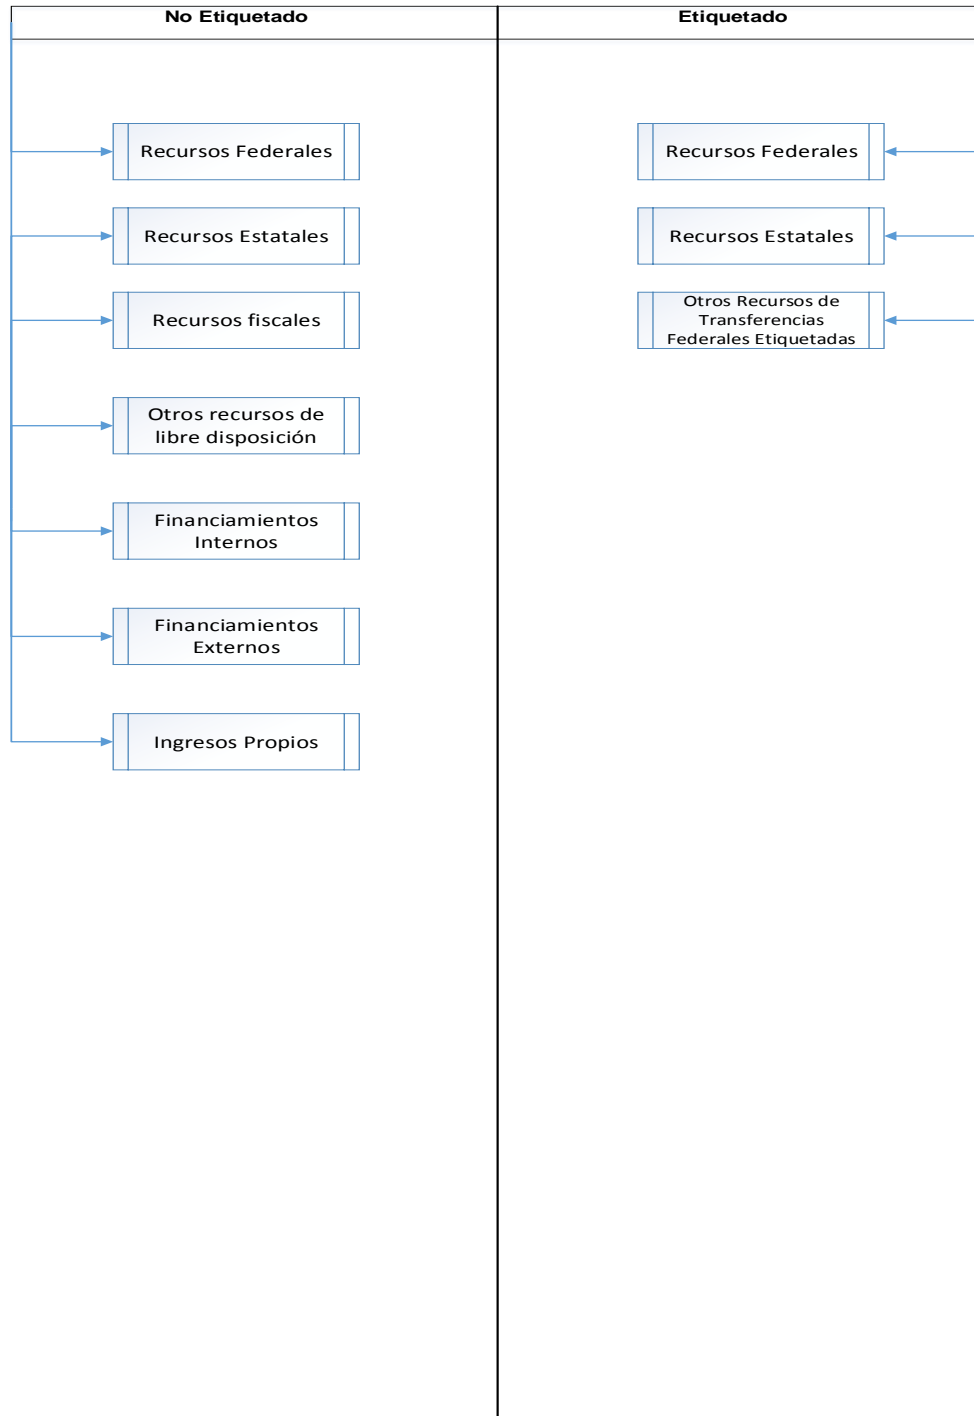 No Etiquetado
Etiquetado
Recursos Federales
Recursos Estatales
Recursos fiscales
Otros recursos de
libre disposición
Financiamientos
Internos
Financiamientos
Externos
Ingresos Propios
Recursos Federales
Recursos Estatales
Otros Recursos de
Transferencias
Federales Etiquetadas